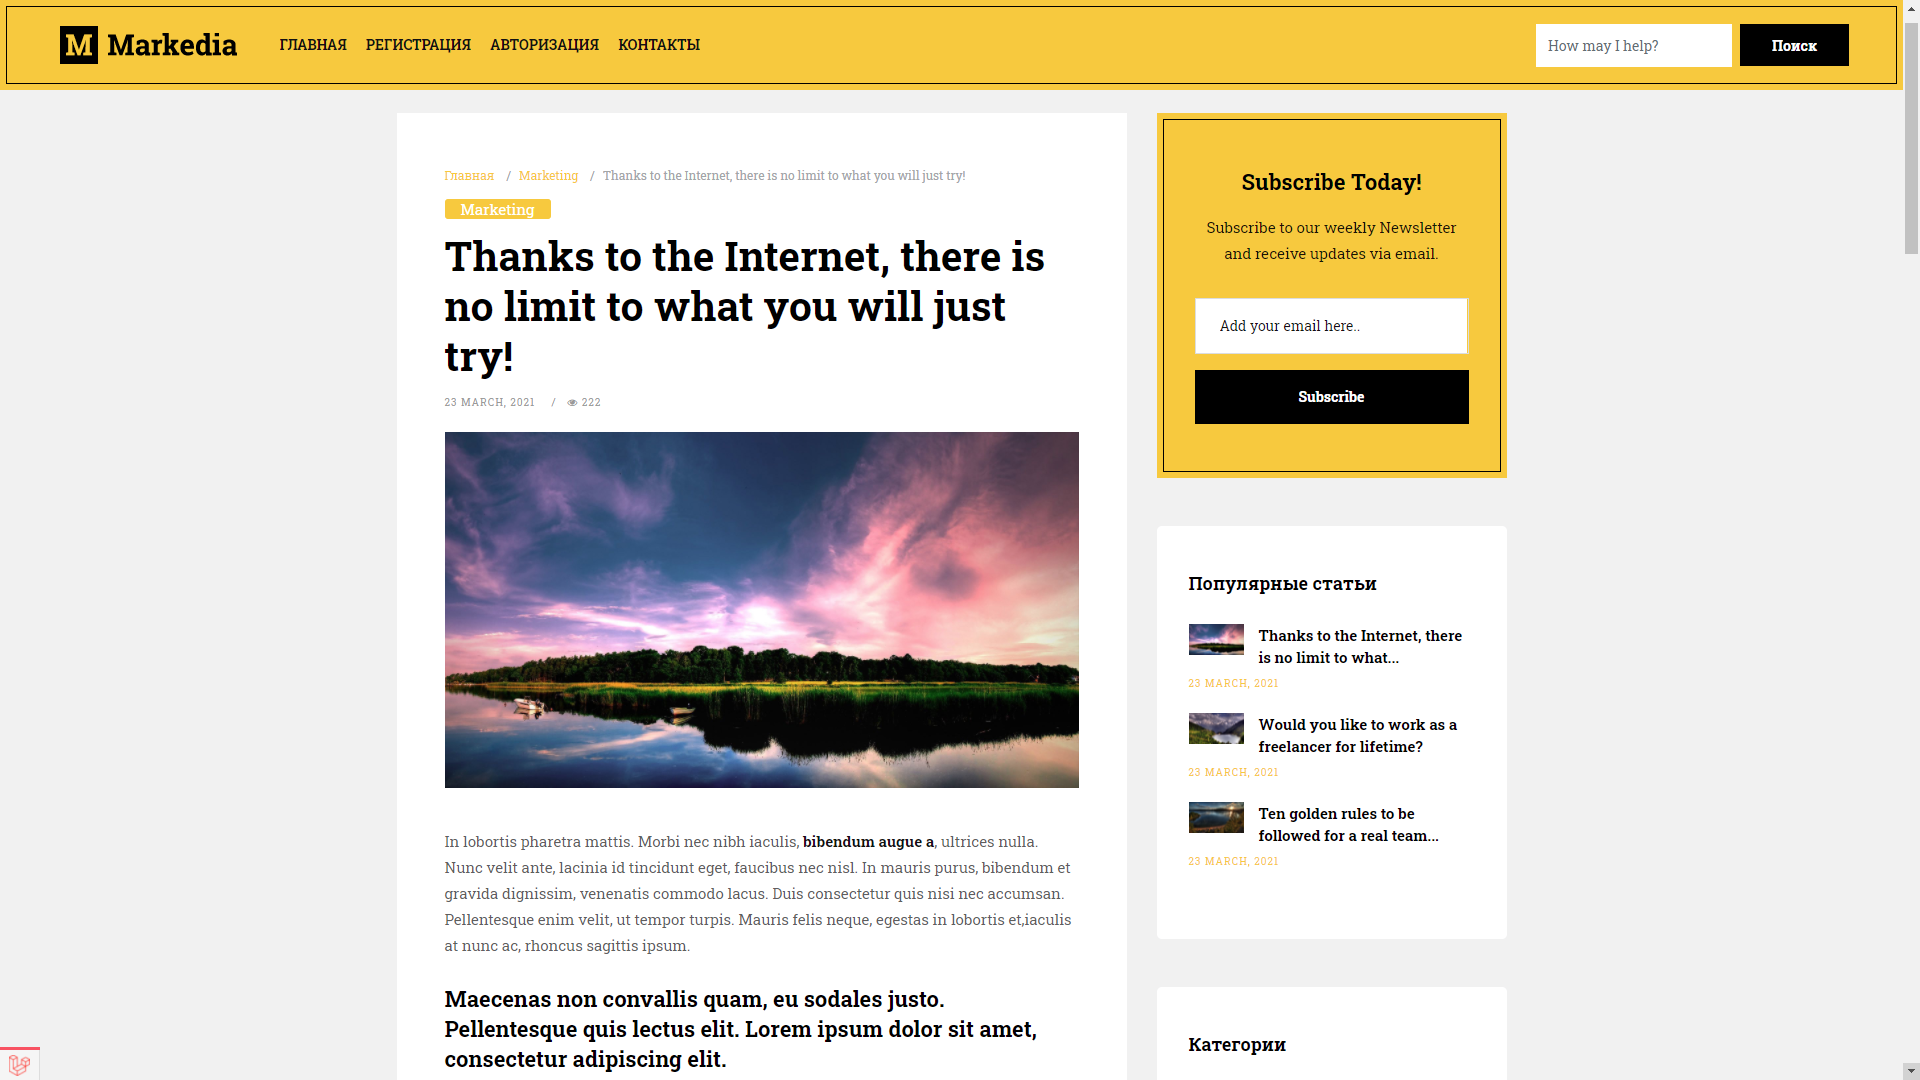 M Markedia
ГЛАВНАЯ РЕГИСТРАЦИЯ АВТОРИЗАЦИЯ КОНТАКТЫ
How may I help? Поиск
Главная / Marketing / Thanks to the Internet, there is no limit to what you will just try!
Marketing
Thanks to the Internet, there is
no limit to what you will just
try!
23 MARCH, 2021 / 222
In lobortis pharetra mattis. Morbi nec nibh iaculis, bibendum augue a, ultrices nulla.
Nunc velit ante, lacinia id tincidunt eget, faucibus nec nisl. In mauris purus, bibendum et
gravida dignissim, venenatis commodo lacus. Duis consectetur quis nisi nec accumsan.
Pellentesque enim velit, ut tempor turpis. Mauris felis neque, egestas in lobortis et,iaculis
at nunc ac, rhoncus sagittis ipsum.
Maecenas non convallis quam, eu sodales justo.
Pellentesque quis lectus elit. Lorem ipsum dolor sit amet,
consectetur adipiscing elit.
Subscribe Today!
Subscribe to our weekly Newsletter
and receive updates via email.
Add your email here..
Subscribe
Популярные статьи
Thanks to the Internet, there
is no limit to what...
23 MARCH, 2021
Would you like to work as a
freelancer for lifetime?
23 MARCH, 2021
Ten golden rules to be
followed for a real team...
23 MARCH, 2021
Категории